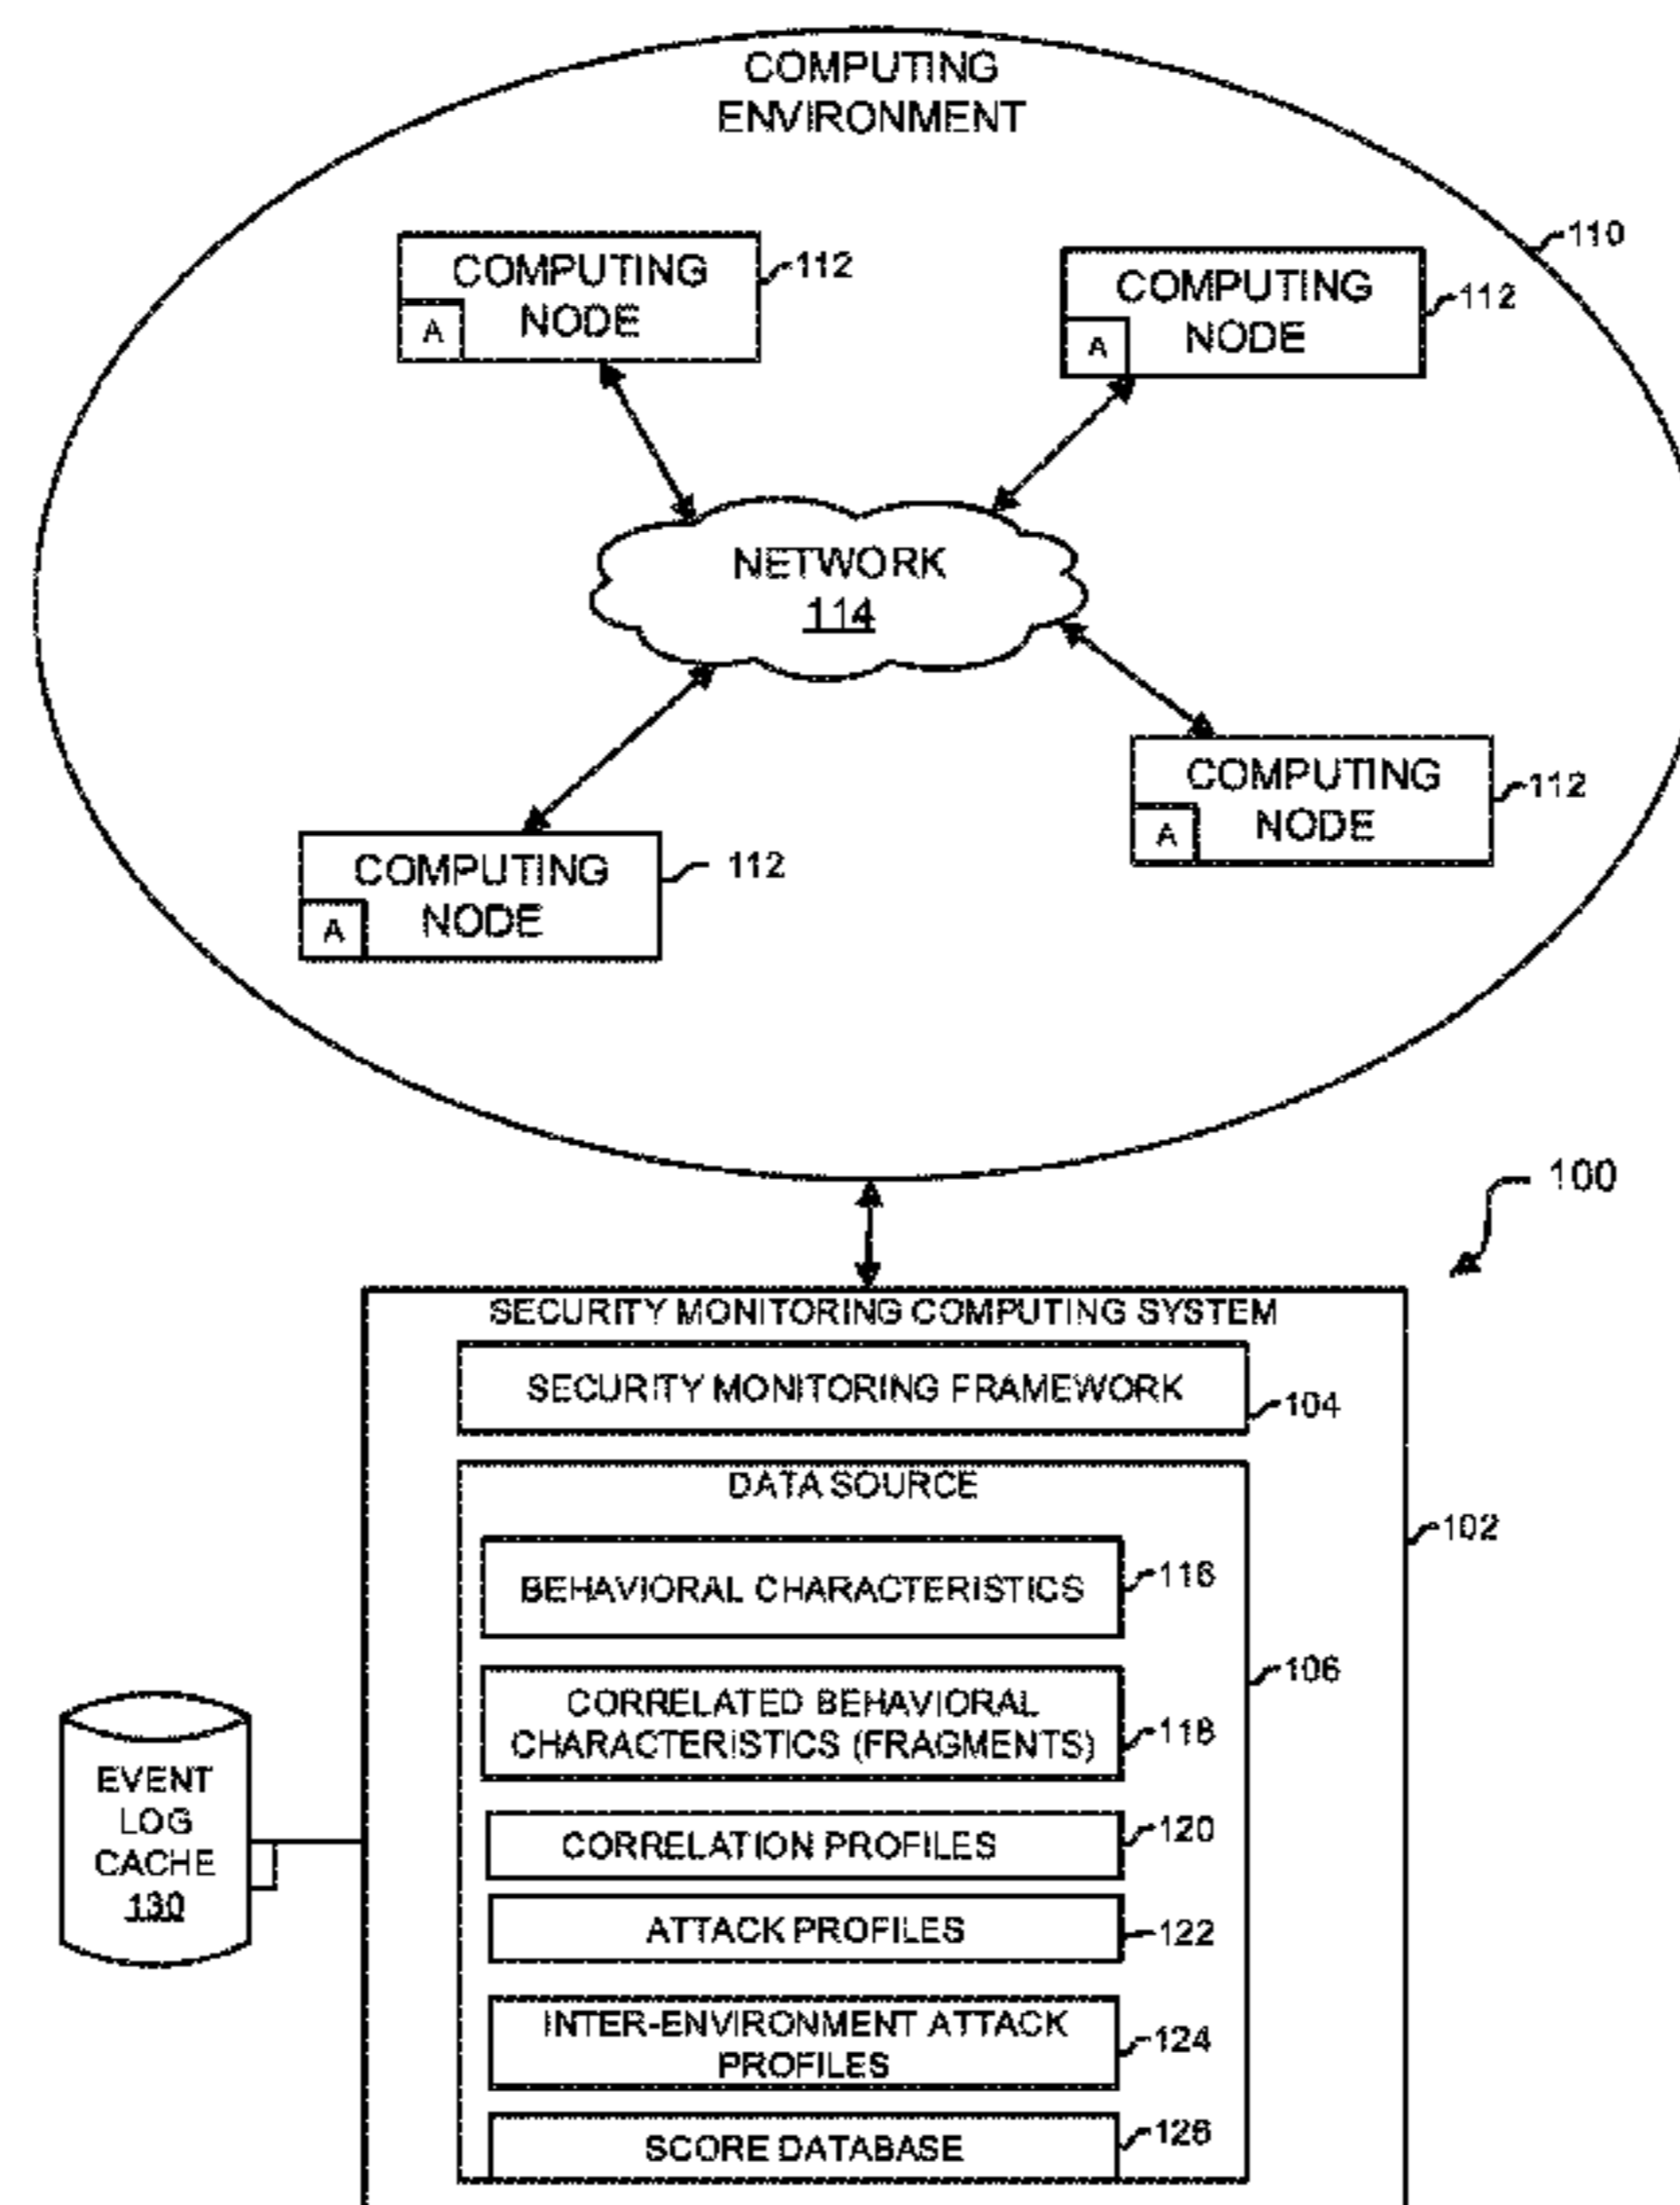 COMPUTING
ENVIRONMENT
110
COMPUTING
NODE
A
112
COMPUTING
NODE
A
112
NETWORK
114
COMPUTING
NODE
A
112
COMPUTING
NODE
A
112
100
SECURITY MONITORING COMPUTING SYSTEM
SECURITY MONITORING FRAMEWORK
104
DATA SOURCE
102
BEHAVIORAL CHARACTERISTICS
116
106
CORRELATED BEHAVIORAL
CHARACTERISTICS (FRAGMENTS)
118
EVENT
LOG
CACHE
130
CORRELATION PROFILES
120
ATTACK PROFILES
122
INTER-ENVIRONMENT ATTACK
PROFILES
124
SCORE DATABASE
126